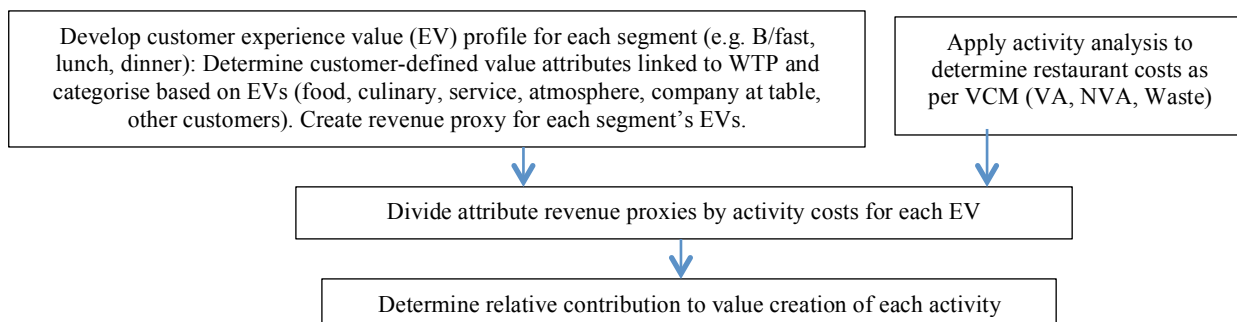 Develop customer experience value (EV) profile for each segment (e.g. B/fast,
lunch, dinner): Determine customer-defined value attributes linked to WTP and
categorise based on EVs (food, culinary, service, atmosphere, company at table,
other customers). Create revenue proxy for each segment’s EVs.
Apply activity analysis to
determine restaurant costs as
per VCM (VA, NVA, Waste)
Divide attribute revenue proxies by activity costs for each EV
Determine relative contribution to value creation of each activity